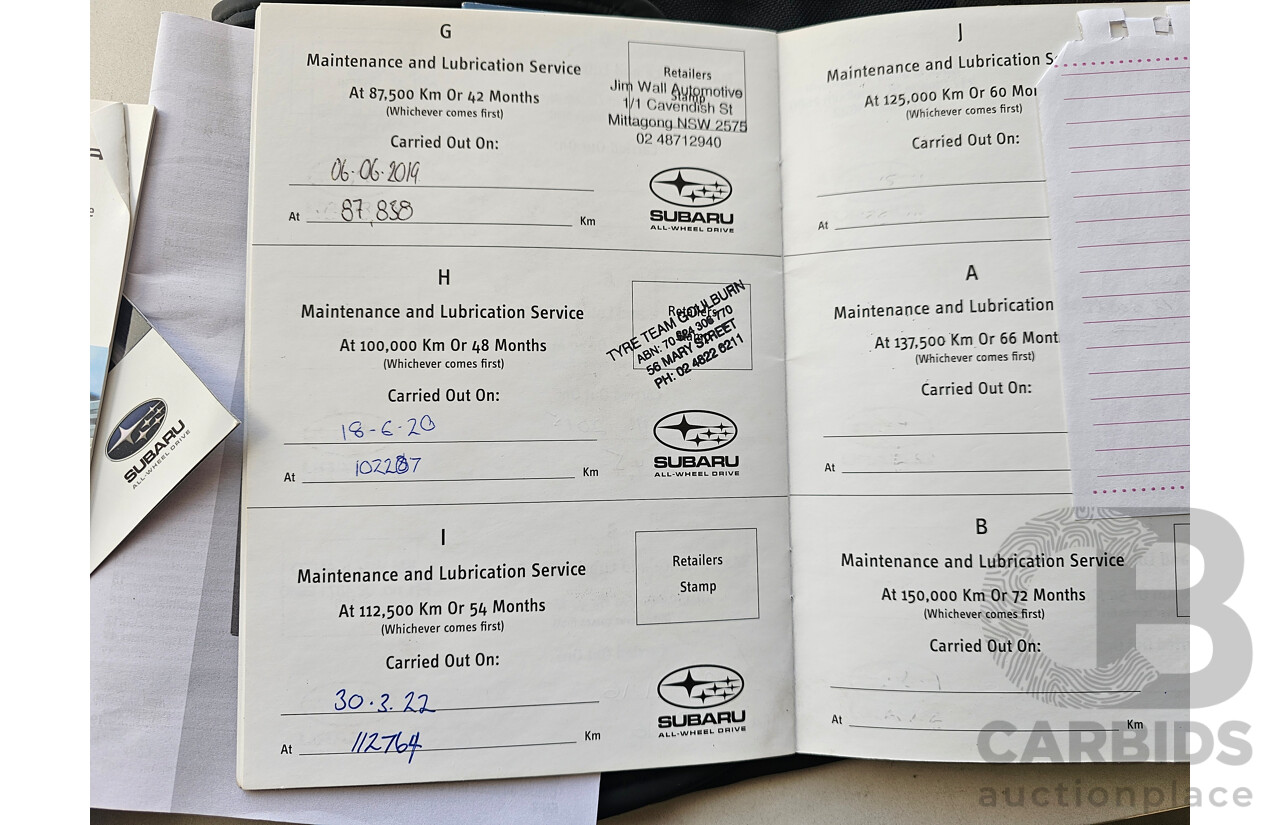 G
Maintenance and Lubrication Service
At 87,500 Km Or 42 Months
(Whichever comes first)
Carried Out On:
06.06.2019
At 87,838 Km
Retailers
Stamp
Jim Wall Automotive
1/1 Cavendish St
Mittagong NSW 2575
02 48712940
SUBARU
ALL-WHEEL DRIVE
H
Maintenance and Lubrication Service
At 100,000 Km Or 48 Months
(Whichever comes first)
Carried Out On:
18-6-20
At 102287 Km
Retailers
TYRE TEAM GOULBURN
56 MARY STREET
PH: 02 4822 6211
SUBARU
ALL-WHEEL DRIVE
I
Maintenance and Lubrication Service
At 112,500 Km Or 54 Months
(Whichever comes first)
Carried Out On:
30.3.22
At 112764 Km
Retailers
Stamp
SUBARU
ALL-WHEEL DRIVE
J
Maintenance and Lubrication S
At 125,000 Km Or 60 Mon
(Whichever comes first)
Carried Out On:
At
A
Maintenance and Lubrication
At 137,500 Km Or 66 Mont
(Whichever comes first)
Carried Out On:
At
B
Maintenance and Lubrication Service
At 150,000 Km Or 72 Months
(Whichever comes first)
Carried Out On:
At Km
SUBARU
ALL-WHEEL DRIVE
CB
CARBIDS
auctionplace